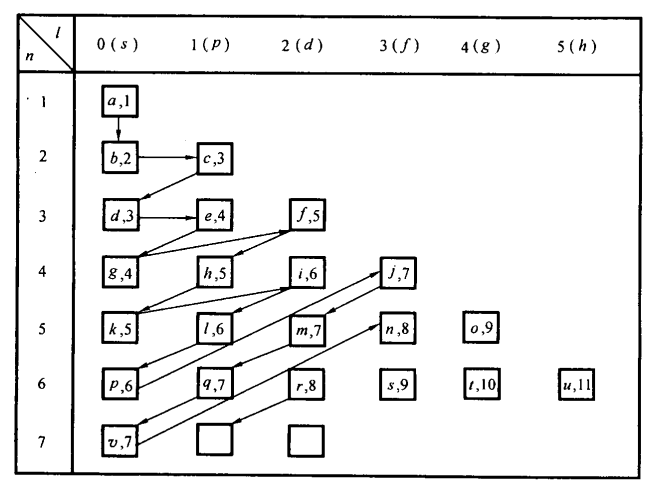 l
n
0 (s) 1 (p) 2 (d) 3 (f) 4 (g) 5 (h)
1 a,1
2 b,2 c,3
3 d,3 e,4 f,5
4 g,4 h,5 i,6 j,7
5 k,5 l,6 m,7 n,8 o,9
6 p,6 q,7 r,8 s,9 t,10 u,11
7 v,7